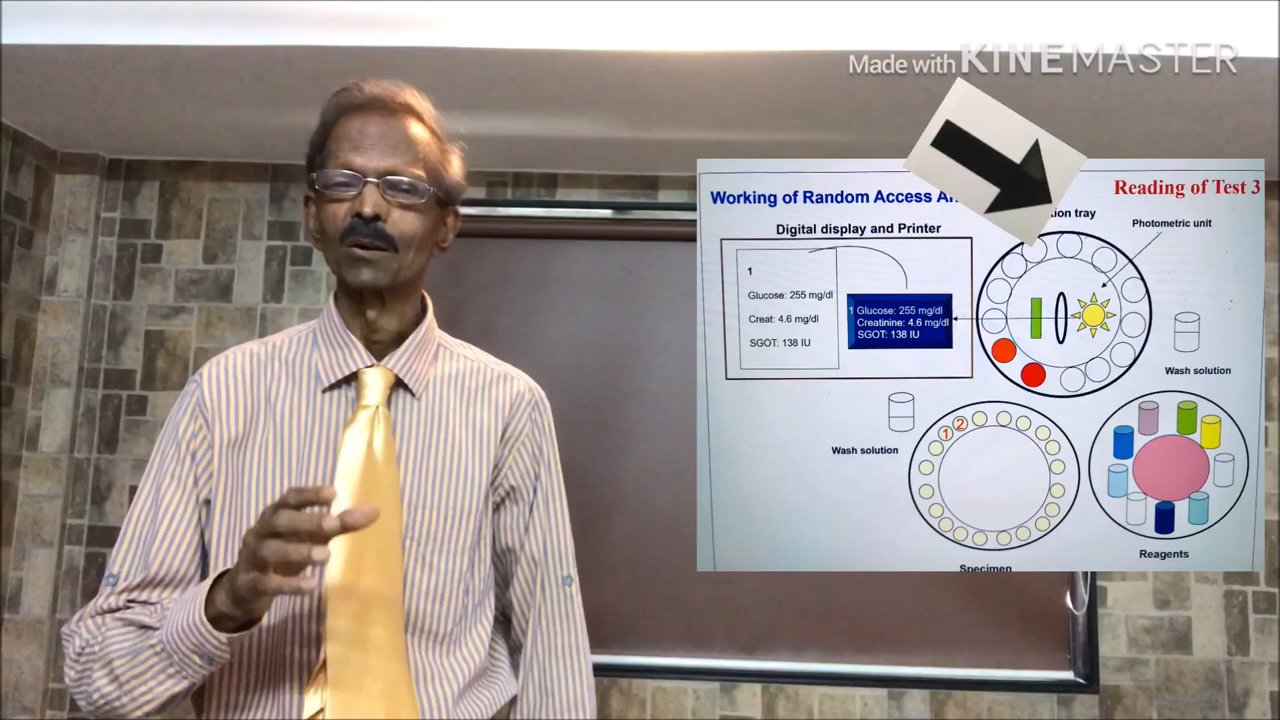 Made with KINEMASTER
Working of Random Access
Reading of Test 3
tray
Digital display and Printer
Photometric unit
1
Glucose: 255 mg/dl
Creat: 4.6 mg/dl
SGOT: 138 IU
1 Glucose: 255 mg/dl
Creatinine: 4.6 mg/dl
SGOT: 138 IU
Wash solution
Wash solution
1 2
Reagents
Specimen